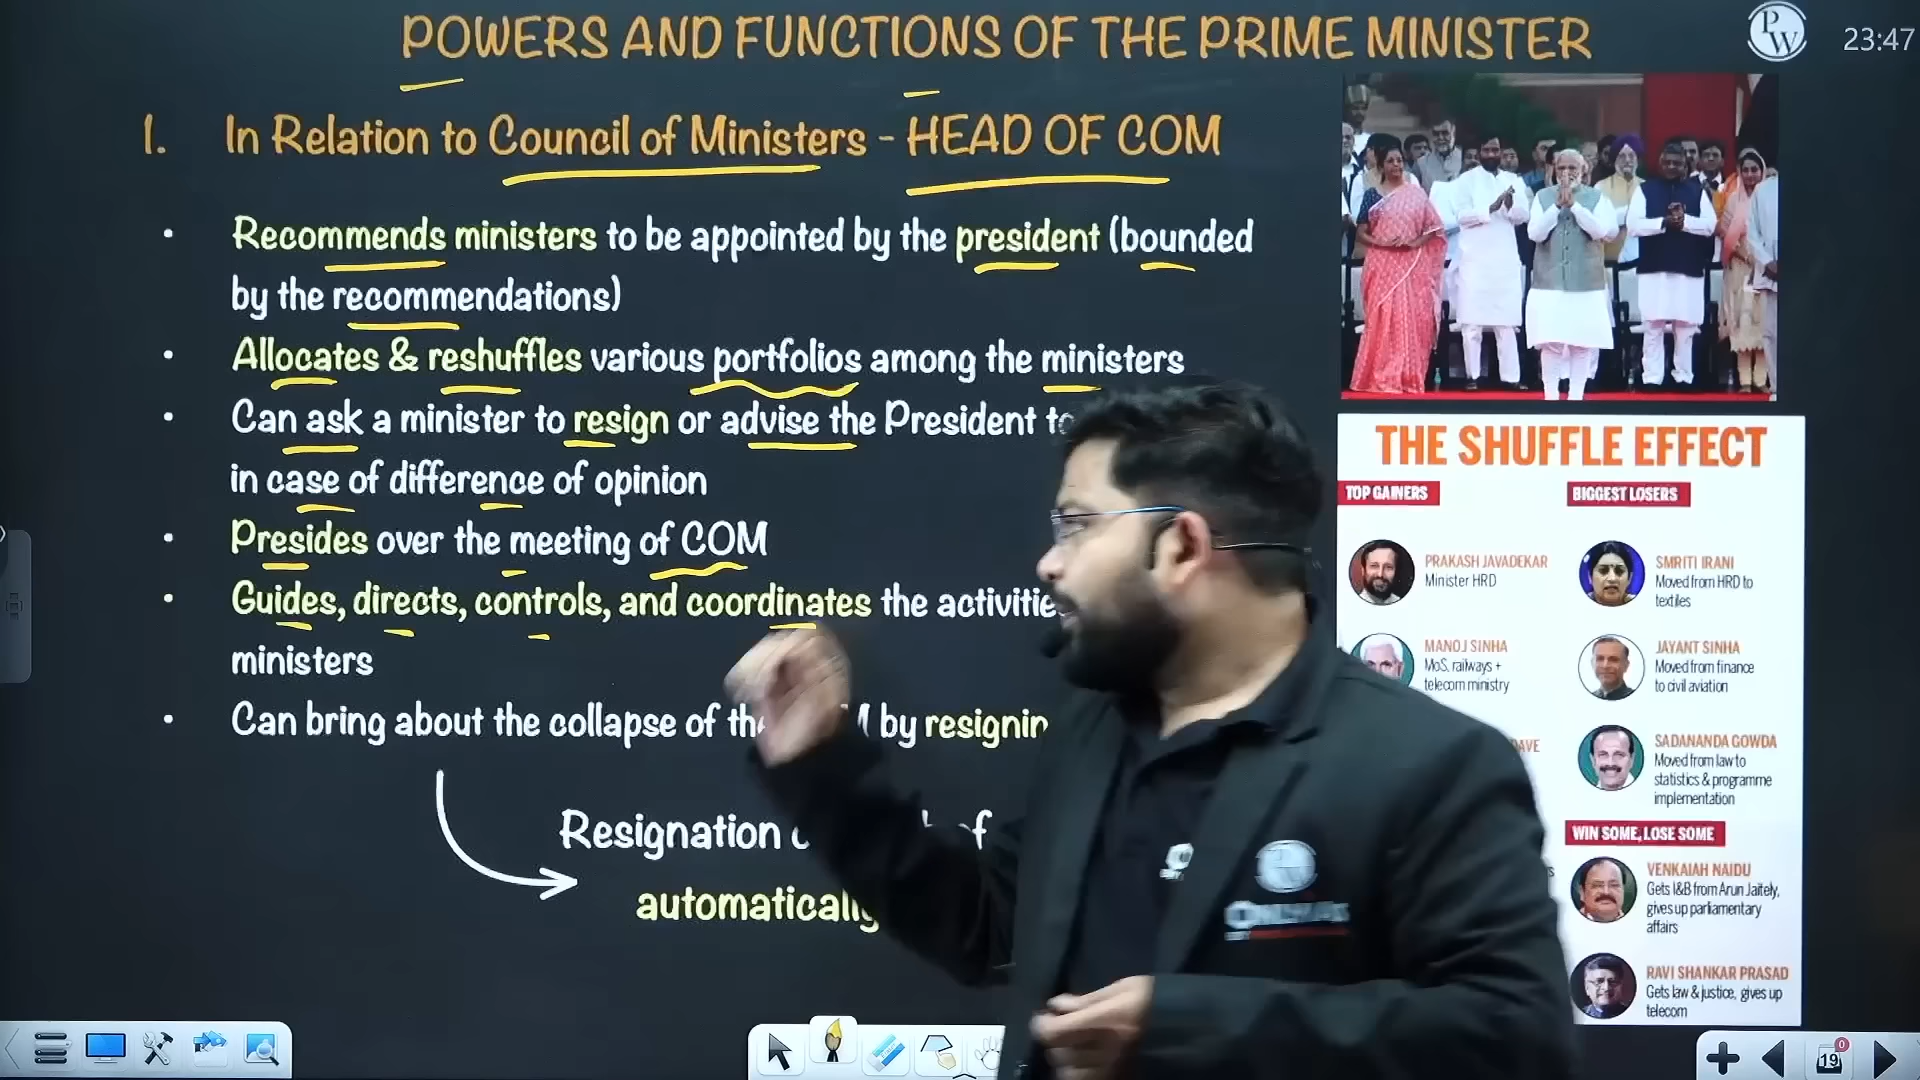 POWERS AND FUNCTIONS OF THE PRIME MINISTER
PW
23:47
1. In Relation to Council of Ministers - HEAD OF COM
• Recommends ministers to be appointed by the president (bounded
by the recommendations)
• Allocates & reshuffles various portfolios among the ministers
• Can ask a minister to resign or advise the President
in case of difference of opinion
• Presides over the meeting of COM
• Guides, directs, controls, and coordinates the
ministers
• Can bring about the collapse of by
Resignation
automatically
THE SHUFFLE EFFECT
TOP GAINERS
PRAKASH JAVADEKAR
Minister HRD
MANOJ SINHA
MoS, railways +
telecom ministry
BIGGEST LOSERS
SMRITI IRANI
Moved from HRD to
textiles
JAYANT SINHA
Moved from finance
to civil aviation
SADANANDA GOWDA
Moved from law to
statistics & programme
implementation
WIN SOME, LOSE SOME
VENKAIAH NAIDU
Gets I&B from Arun Jaitely,
gives up parliamentary
affairs
RAVI SHANKAR PRASAD
Gets law & justice, gives up
telecom
0
19